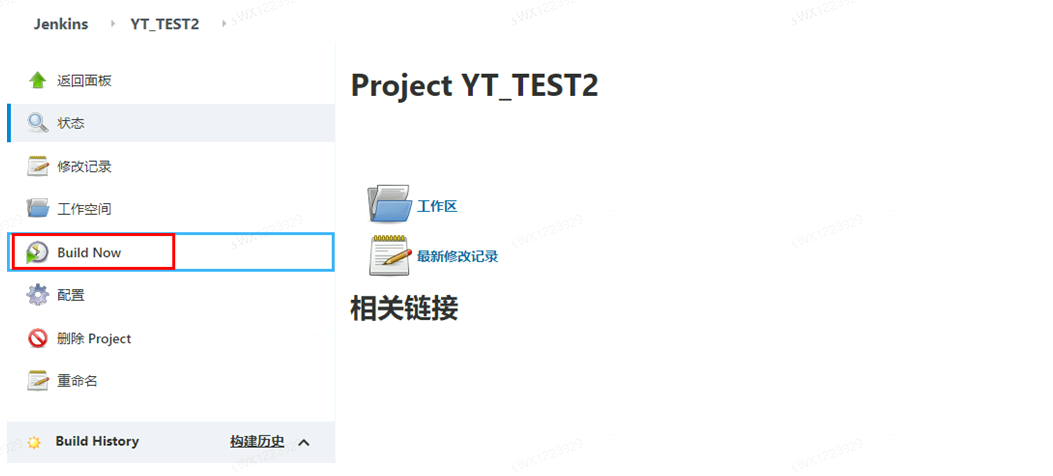 Jenkins YT_TEST2
返回面板
状态
修改记录
工作空间
Build Now
配置
删除 Project
重命名
Build History 构建历史
Project YT_TEST2
工作区
最新修改记录
相关链接